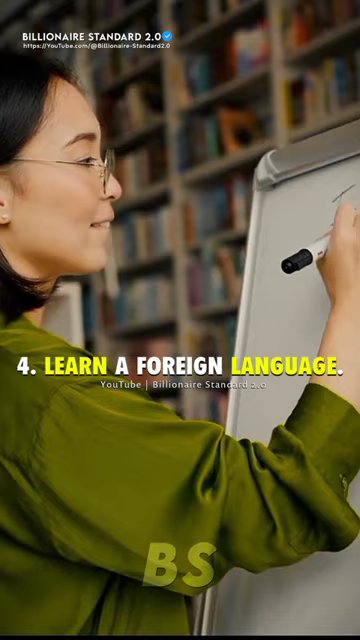 BILLIONAIRE STANDARD 2.0
https://YouTube.com/@Billionaire-Standard2.0
4. LEARN A FOREIGN LANGUAGE.
YouTube | Billionaire Standard 2.0
BS